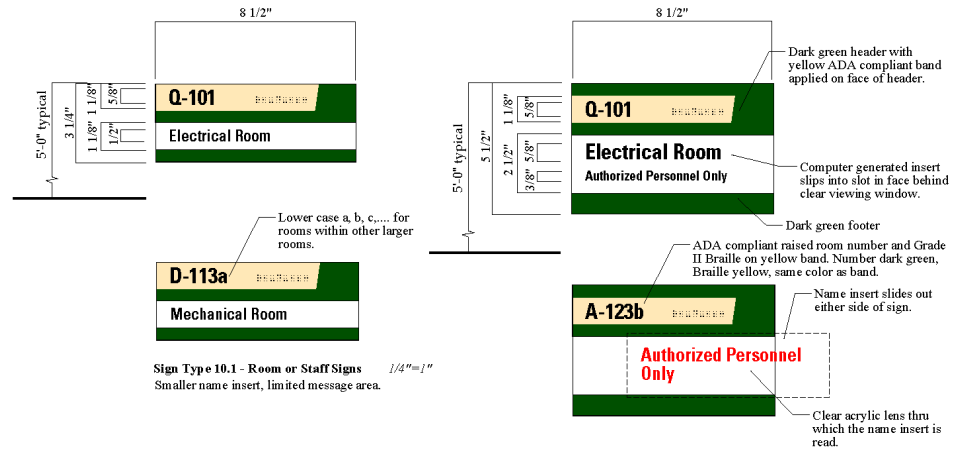 8 1/2"
5'-0" typical
3 1/4"
1 1/8"
5/8"
1 1/8"
1/2"
Q-101
Electrical Room
Lower case a, b, c,.... for
rooms within other larger
rooms.
D-113a
Mechanical Room
Sign Type 10.1 - Room or Staff Signs 1/4"=1"
Smaller name insert, limited message area.
8 1/2"
5'-0" typical
5 1/2"
1 1/8"
5/8"
2 1/2"
5/8"
3/8"
Q-101
Electrical Room
Authorized Personnel Only
Dark green header with
yellow ADA compliant band
applied on face of header.
Computer generated insert
slips into slot in face behind
clear viewing window.
Dark green footer
ADA compliant raised room number and Grade
II Braille on yellow band. Number dark green,
Braille yellow, same color as band.
A-123b
Authorized Personnel
Only
Name insert slides out
either side of sign.
Clear acrylic lens thru
which the name insert is
read.